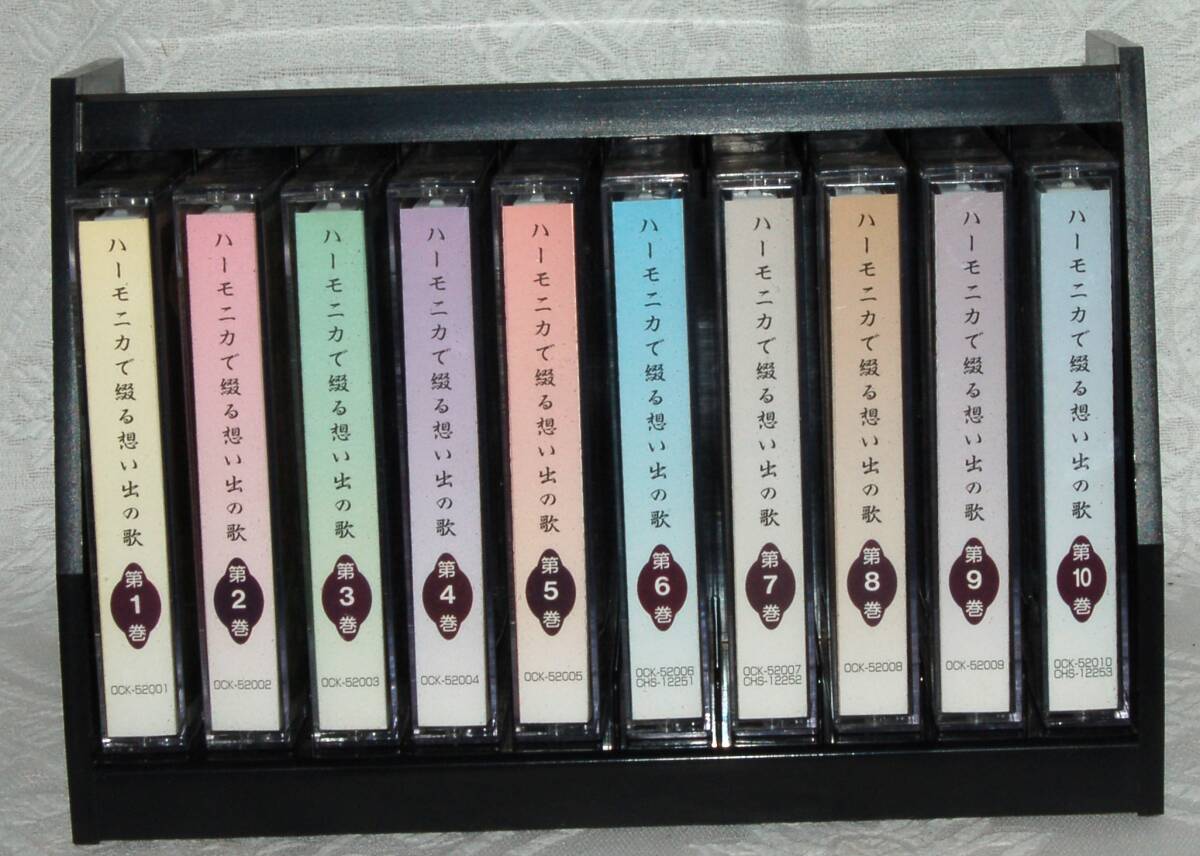 ハーモニカで綴る想い出の歌
第1巻
OCK-52001
ハーモニカで綴る想い出の歌
第2巻
OCK-52002
ハーモニカで綴る想い出の歌
第3巻
OCK-52003
ハーモニカで綴る想い出の歌
第4巻
OCK-52004
ハーモニカで綴る想い出の歌
第5巻
OCK-52005
ハーモニカで綴る想い出の歌
第6巻
OCK-52006
CHS-12251
ハーモニカで綴る想い出の歌
第7巻
OCK-52007
CHS-12252
ハーモニカで綴る想い出の歌
第8巻
OCK-52008
ハーモニカで綴る想い出の歌
第9巻
OCK-52009
ハーモニカで綴る想い出の歌
第10巻
OCK-52010
CHS-12253